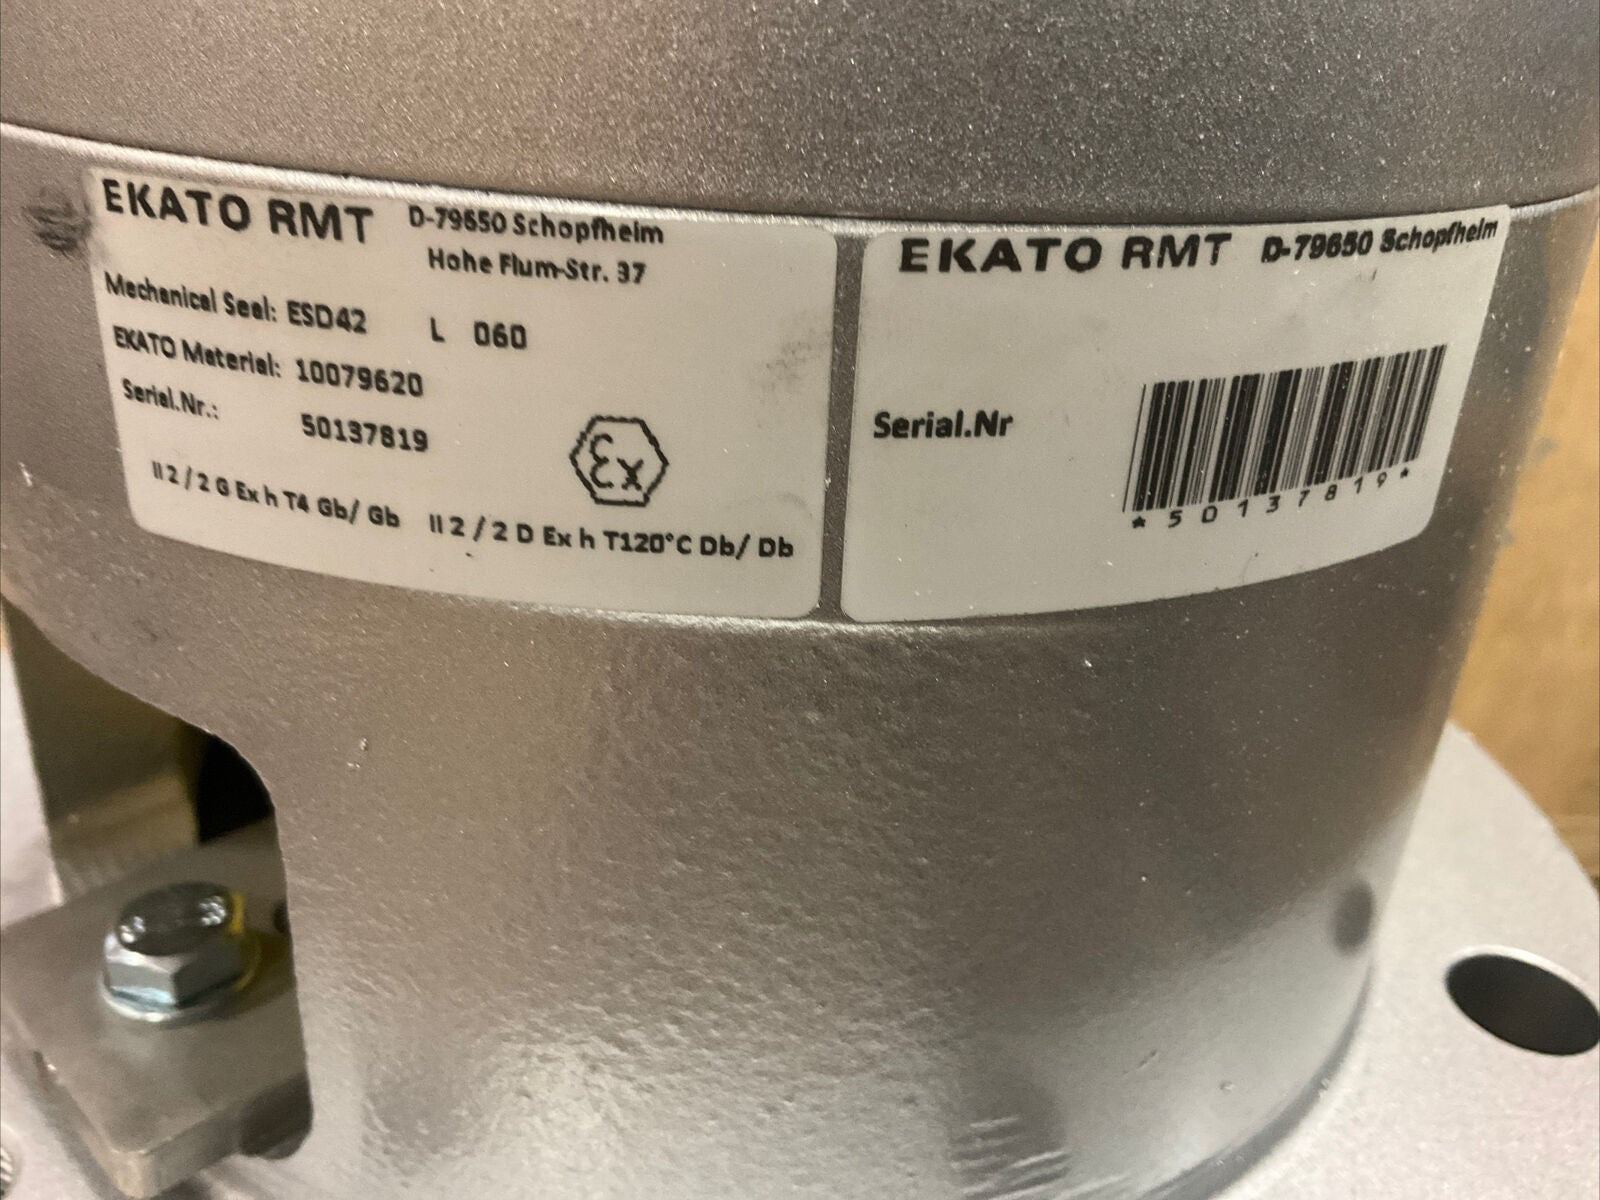 EKATO RMT D-79650 Schopfheim
Hohe Flum-Str. 37
Mechanical Seal: ESD42 L 060
EKATO Material: 10079620
Serial.Nr.: 50137819
Ex
II 2 / 2 G Ex h T4 Gb/ Gb II 2 / 2 D Ex h T120°C Db/ Db
EKATO RMT D-79650 Schopfheim
Serial.Nr
*50137819*